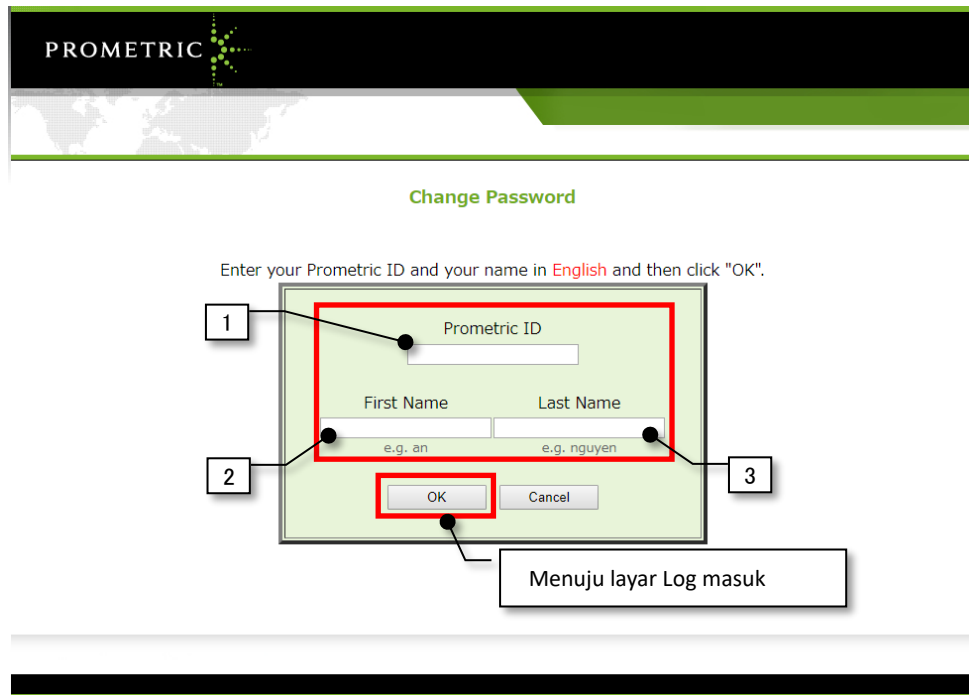 PROMETRIC
TM
Change Password
Enter your Prometric ID and your name in English and then click "OK".
1
Prometric ID
First Name Last Name
e.g. an e.g. nguyen
2
3
OK Cancel
Menuju layar Log masuk